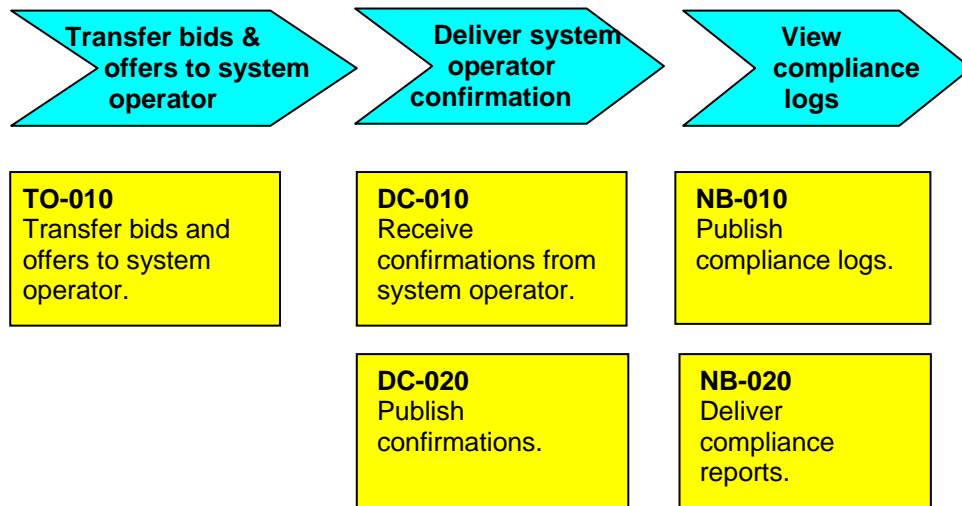 Transfer bids &
offers to system
operator
Deliver system
operator
confirmation
View
compliance
logs
TO-010
Transfer bids and
offers to system
operator.
DC-010
Receive
confirmations from
system operator.
NB-010
Publish
compliance logs.
DC-020
Publish
confirmations.
NB-020
Deliver
compliance
reports.